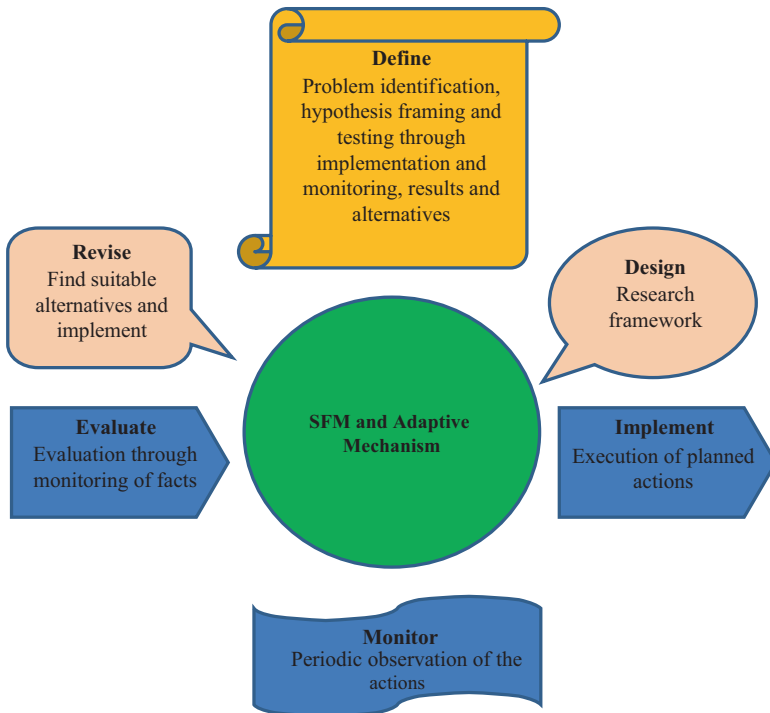 Define
Problem identification,
hypothesis framing and
testing through
implementation and
monitoring, results and
alternatives
Revise
Find suitable
alternatives and
implement
Design
Research
framework
SFM and Adaptive
Mechanism
Evaluate
Evaluation through
monitoring of facts
Implement
Execution of planned
actions
Monitor
Periodic observation of the
actions